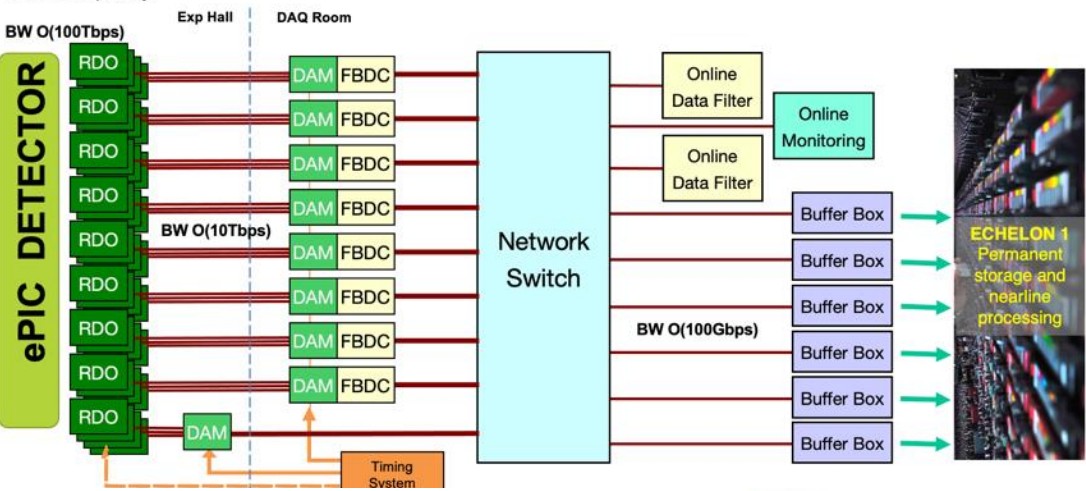 Exp Hall
DAQ Room
BW O(100Tbps)
ePIC DETECTOR
RDO
RDO
RDO
RDO
RDO
RDO
RDO
RDO
RDO
BW O(10Tbps)
DAM
DAM FBDC
DAM FBDC
DAM FBDC
DAM FBDC
DAM FBDC
DAM FBDC
DAM FBDC
DAM FBDC
Timing
System
Network
Switch
Online
Data Filter
Online
Monitoring
Online
Data Filter
BW O(100Gbps)
Buffer Box
Buffer Box
Buffer Box
Buffer Box
Buffer Box
Buffer Box
ECHELON 1
Permanent
storage and
nearline
processing